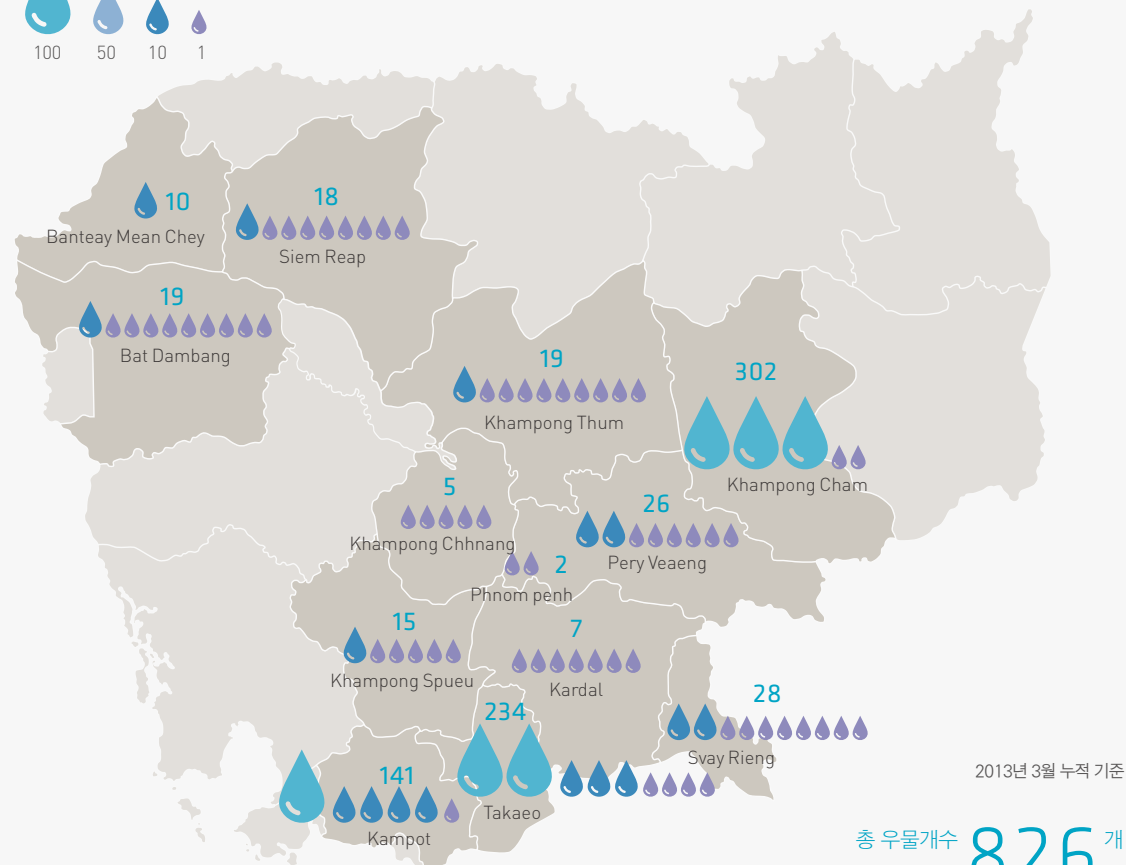 100 50 10 1
10
Banteay Mean Chey
18
Siem Reap
19
Bat Dambang
19
Khampong Thum
302
Khampong Cham
5
Khampong Chhnang
26
Pery Veaeng
2
Phnom penh
15
Khampong Spueu
7
Kardal
28
Svay Rieng
234
Takaeo
141
Kampot
2013년 3월 누적 기준
총 우물개수 826 개